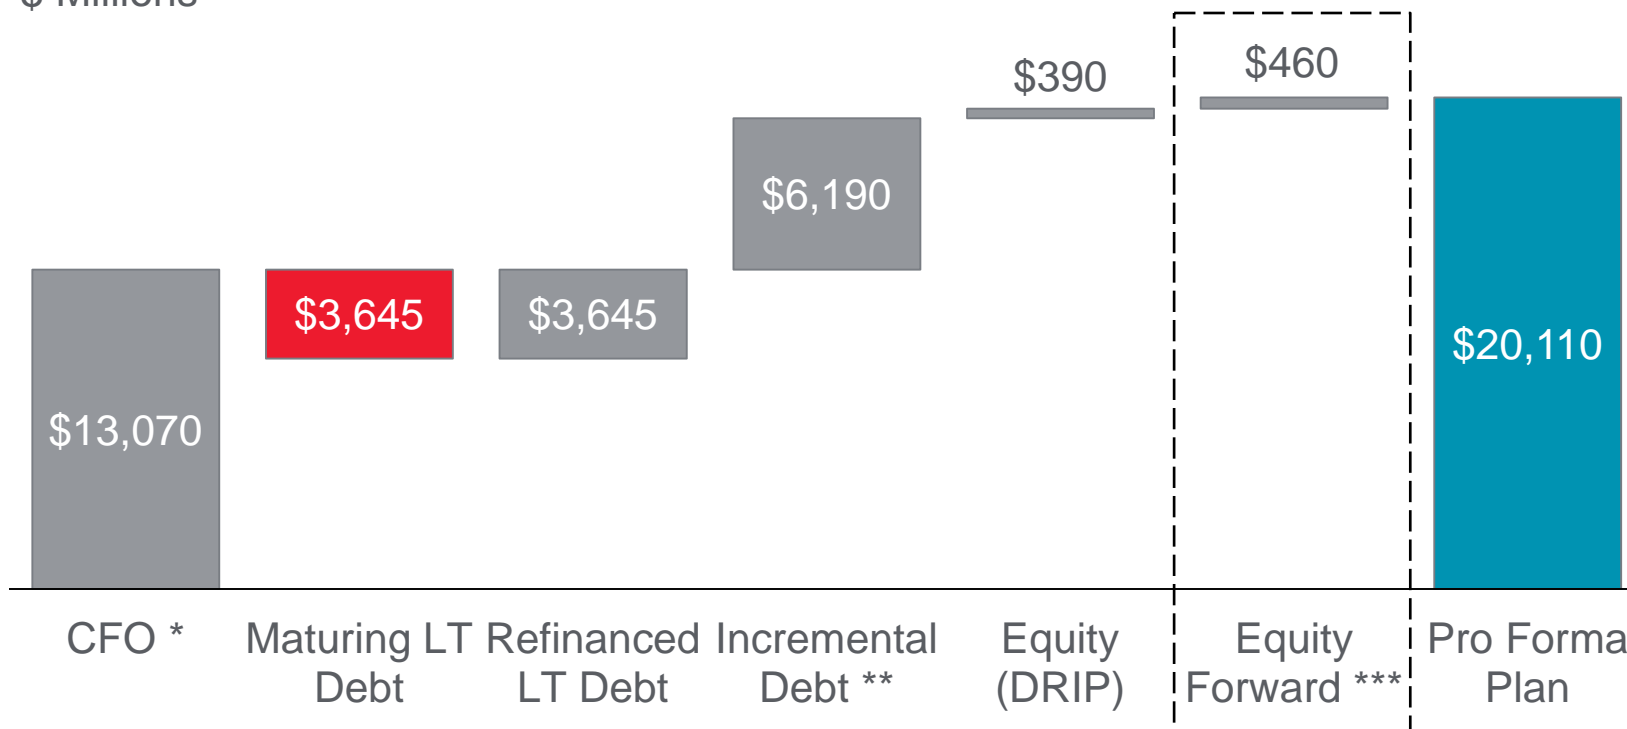 $ Millions
$390
$460
$6,190
$3,645
$3,645
$20,110
$13,070
CFO *
Maturing LT
Debt
Refinanced
LT Debt
Incremental
Debt **
Equity
(DRIP)
Equity
Forward ***
Pro Forma
Plan